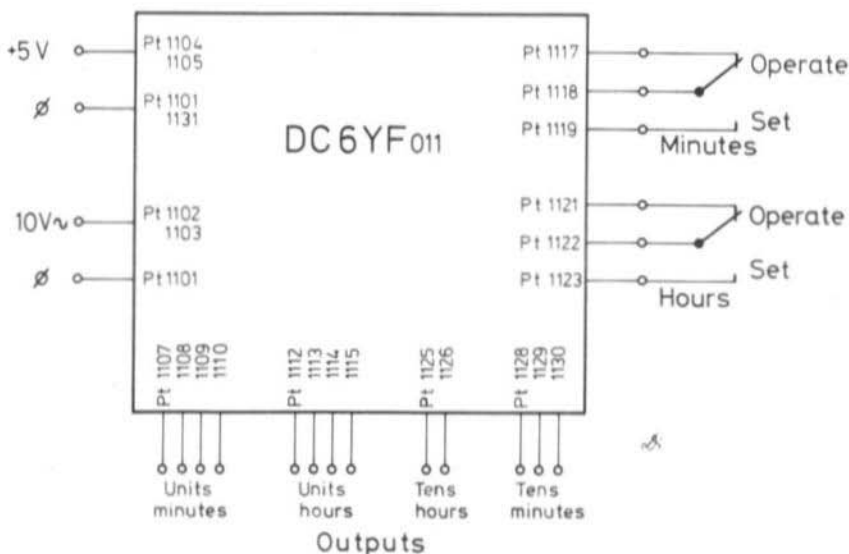 +5 V
Pt 1104
1105
Ø
Pt 1101
1131
10V~
Pt 1102
1103
Ø
Pt 1101
DC6YF011
Pt 1117
Pt 1118
Operate
Pt 1119
Set
Minutes
Pt 1121
Pt 1122
Operate
Pt 1123
Set
Hours
Pt 1107
1108
1109
1110
Pt 1112
1113
1114
1115
Pt 1125
1126
Pt 1128
1129
1130
Units
minutes
Units
hours
Tens
hours
Tens
minutes
Outputs